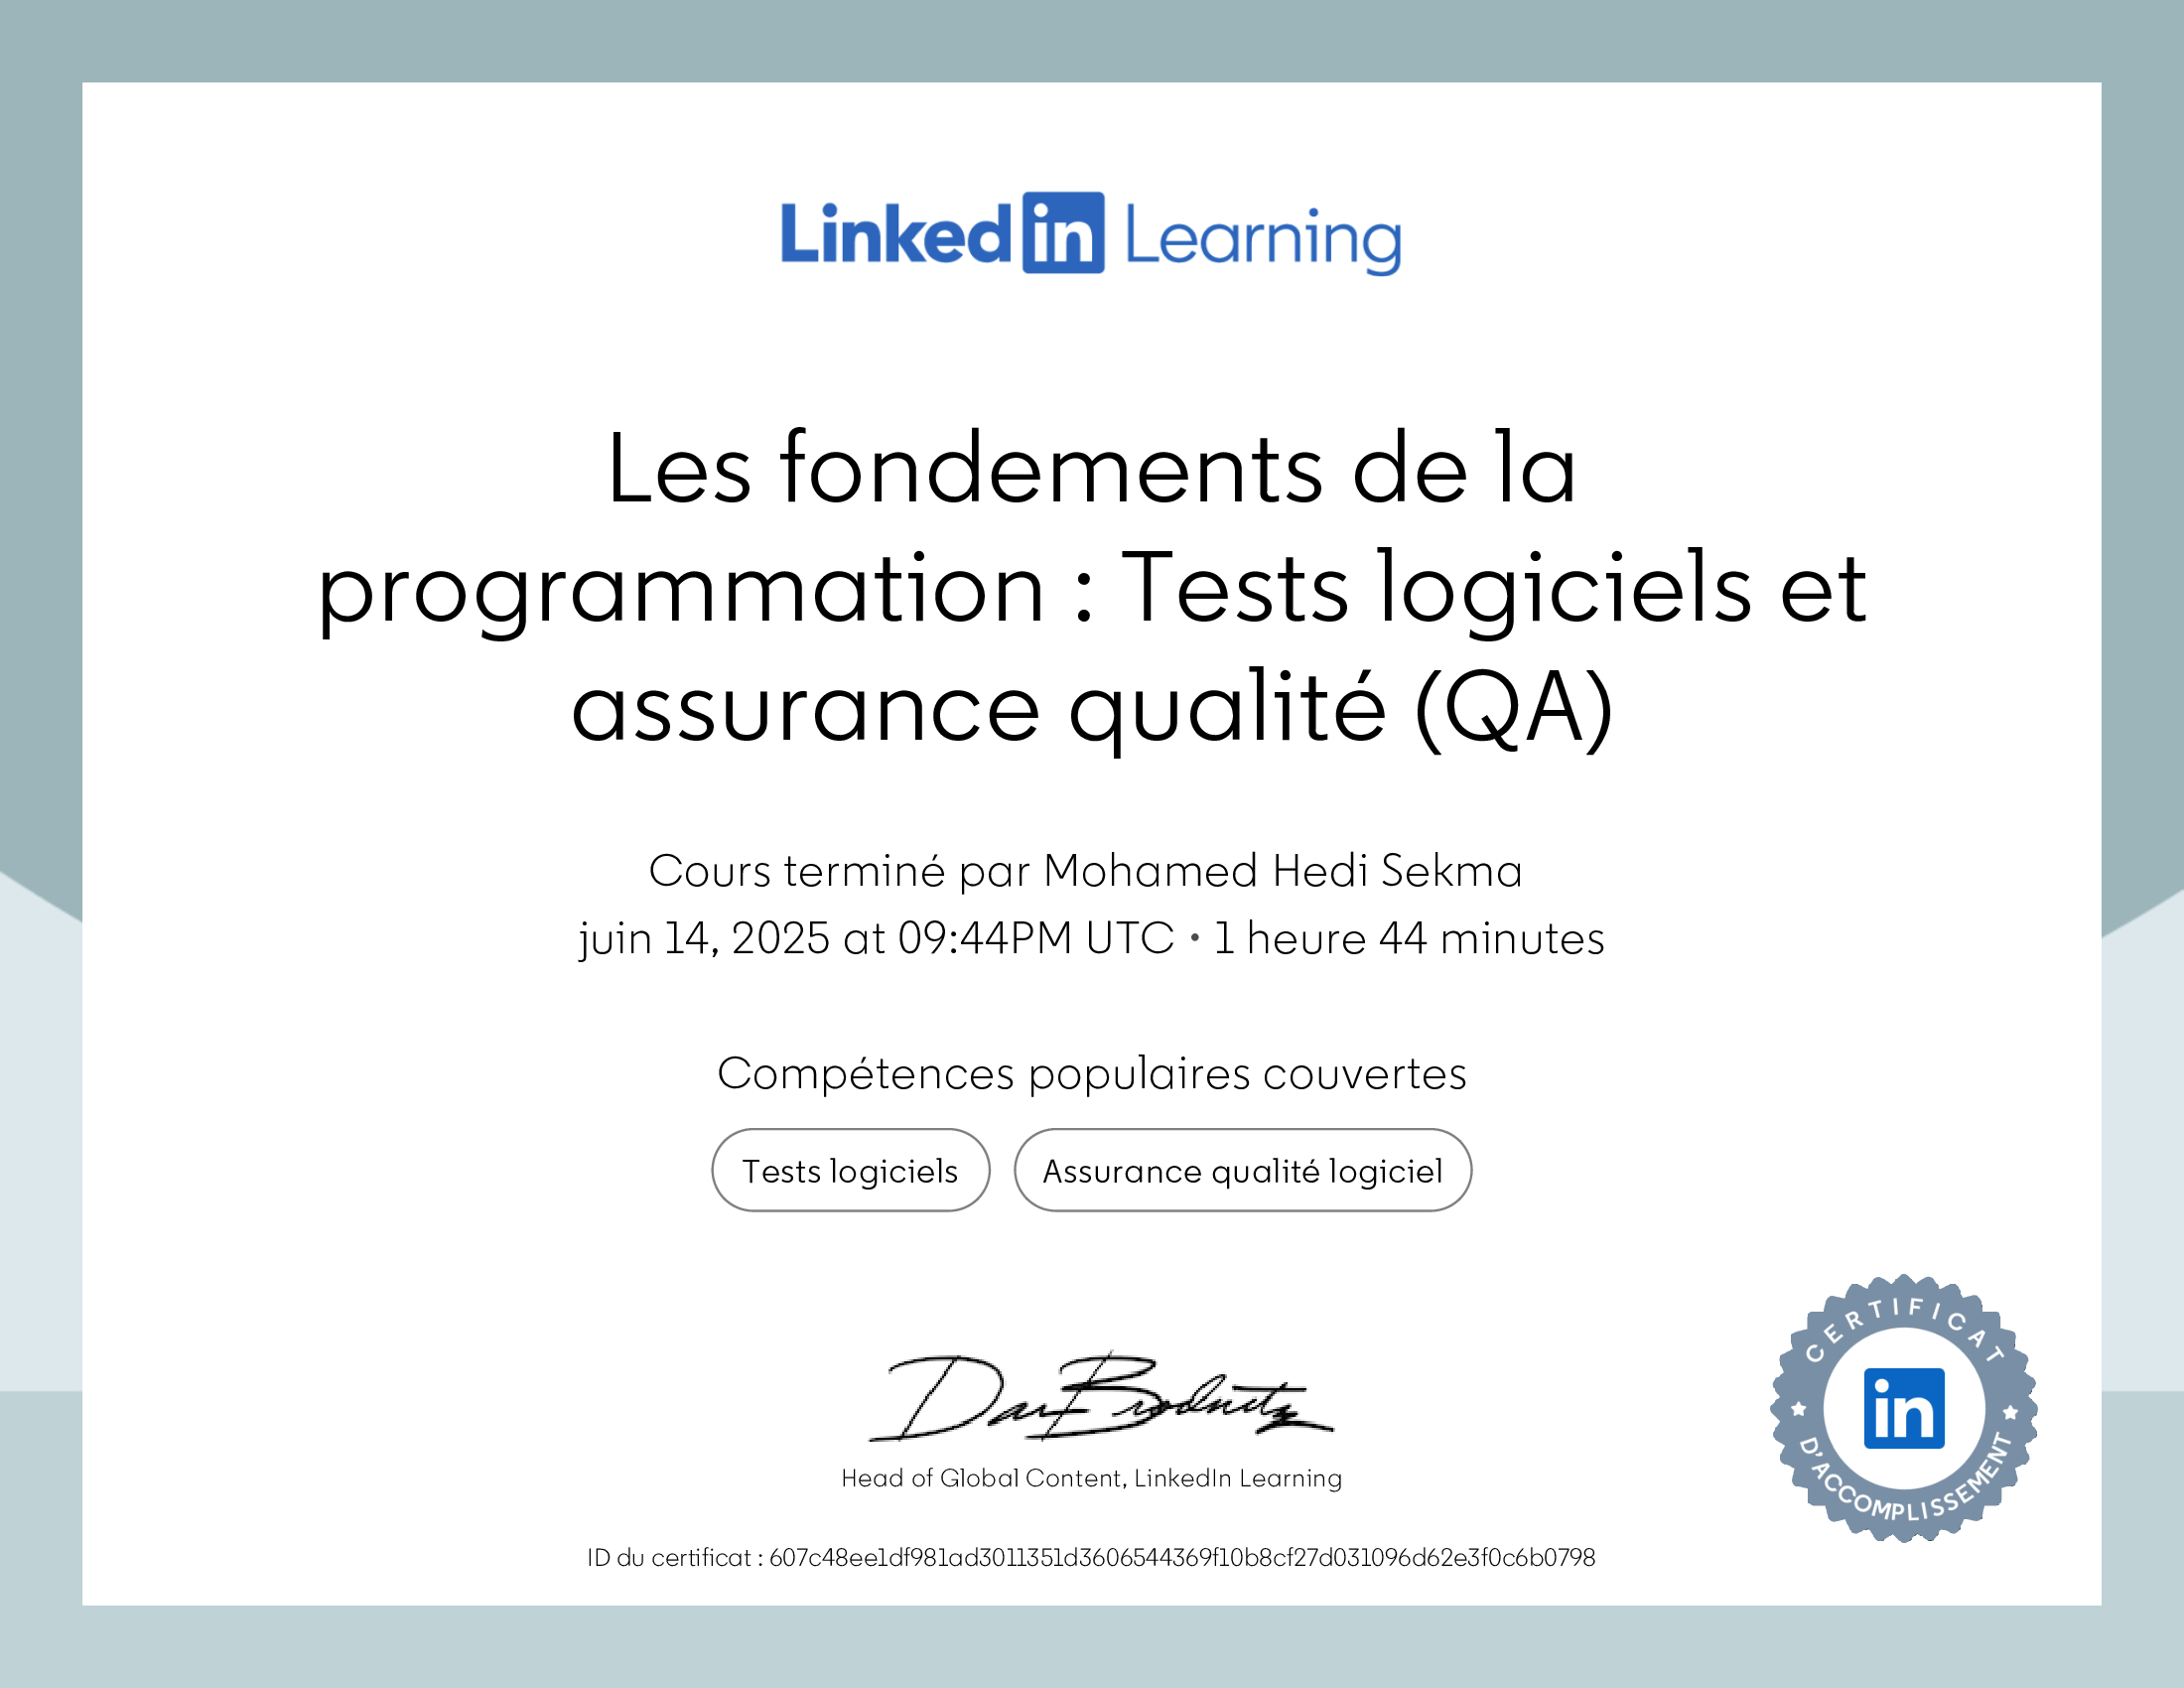 Linked in Learning
Les fondements de la
programmation : Tests logiciels et
assurance qualité (QA)
Cours terminé par Mohamed Hedi Sekma
juin 14, 2025 at 09:44PM UTC • 1 heure 44 minutes
Compétences populaires couvertes
Tests logiciels
Assurance qualité logiciel
Dan Brodnitz
Head of Global Content, LinkedIn Learning
CERTIFICAT
in
D'ACCOMPLISSEMENT
ID du certificat : 607c48ee1df981ad3011351d3606544369f10b8cf27d031096d62e3f0c6b0798